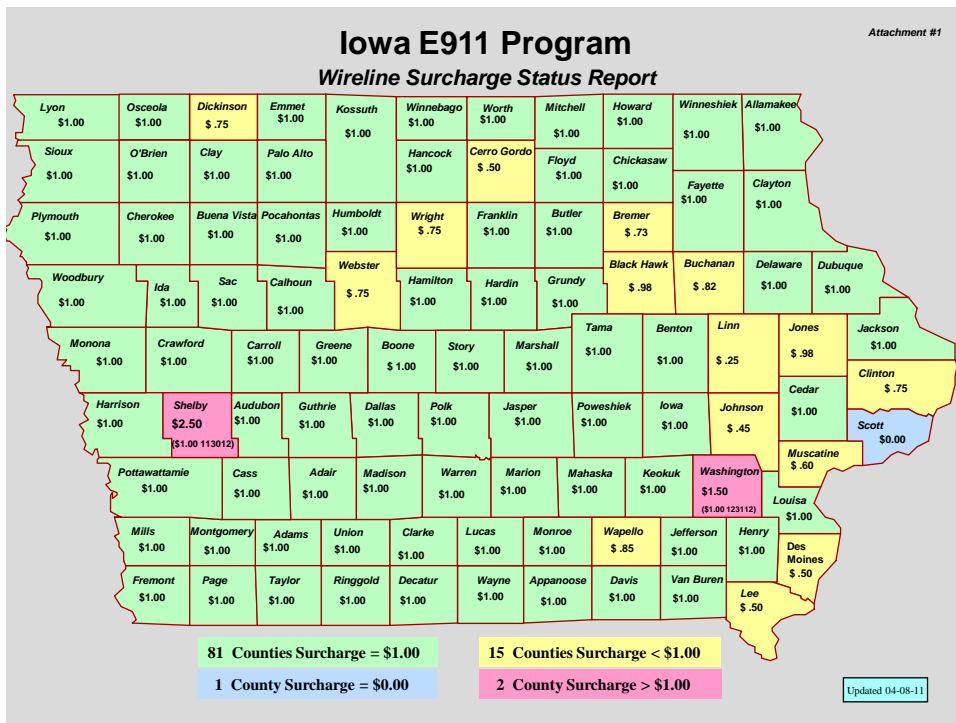 Iowa E911 Program
Attachment #1
Wireline Surcharge Status Report
Lyon
$1.00
Osceola
$1.00
Dickinson
$ .75
Emmet
$1.00
Kossuth
$1.00
Winnebago
$1.00
Worth
$1.00
Mitchell
$1.00
Howard
$1.00
Winneshiek
$1.00
Allamakee
$1.00
Sioux
$1.00
O'Brien
$1.00
Clay
$1.00
Palo Alto
$1.00
Hancock
$1.00
Cerro Gordo
$ .50
Floyd
$1.00
Chickasaw
$1.00
Fayette
$1.00
Clayton
$1.00
Plymouth
$1.00
Cherokee
$1.00
Buena Vista
$1.00
Pocahontas
$1.00
Humboldt
$1.00
Wright
$ .75
Franklin
$1.00
Butler
$1.00
Bremer
$ .73
Woodbury
$1.00
Ida
$1.00
Sac
$1.00
Calhoun
$1.00
Webster
$ .75
Hamilton
$1.00
Hardin
$1.00
Grundy
$1.00
Black Hawk
$ .98
Buchanan
$ .82
Delaware
$1.00
Dubuque
$1.00
Monona
$1.00
Crawford
$1.00
Carroll
$1.00
Greene
$1.00
Boone
$ 1.00
Story
$1.00
Marshall
$1.00
Tama
$1.00
Benton
$1.00
Linn
$ .25
Jones
$ .98
Jackson
$1.00
Clinton
$ .75
Harrison
$1.00
Shelby
$2.50
($1.00 113012)
Audubon
$1.00
Guthrie
$1.00
Dallas
$1.00
Polk
$1.00
Jasper
$1.00
Poweshiek
$1.00
Iowa
$1.00
Johnson
$ .45
Cedar
$1.00
Scott
$0.00
Muscatine
$ .60
Pottawattamie
$1.00
Cass
$1.00
Adair
$1.00
Madison
$1.00
Warren
$1.00
Marion
$1.00
Mahaska
$1.00
Keokuk
$1.00
Washington
$1.50
($1.00 123112)
Louisa
$1.00
Mills
$1.00
Montgomery
$1.00
Adams
$1.00
Union
$1.00
Clarke
$1.00
Lucas
$1.00
Monroe
$1.00
Wapello
$ .85
Jefferson
$1.00
Henry
$1.00
Des
Moines
$ .50
Fremont
$1.00
Page
$1.00
Taylor
$1.00
Ringgold
$1.00
Decatur
$1.00
Wayne
$1.00
Appanoose
$1.00
Davis
$1.00
Van Buren
$1.00
Lee
$ .50
81 Counties Surcharge = $1.00
15 Counties Surcharge < $1.00
1 County Surcharge = $0.00
2 County Surcharge > $1.00
Updated 04-08-11